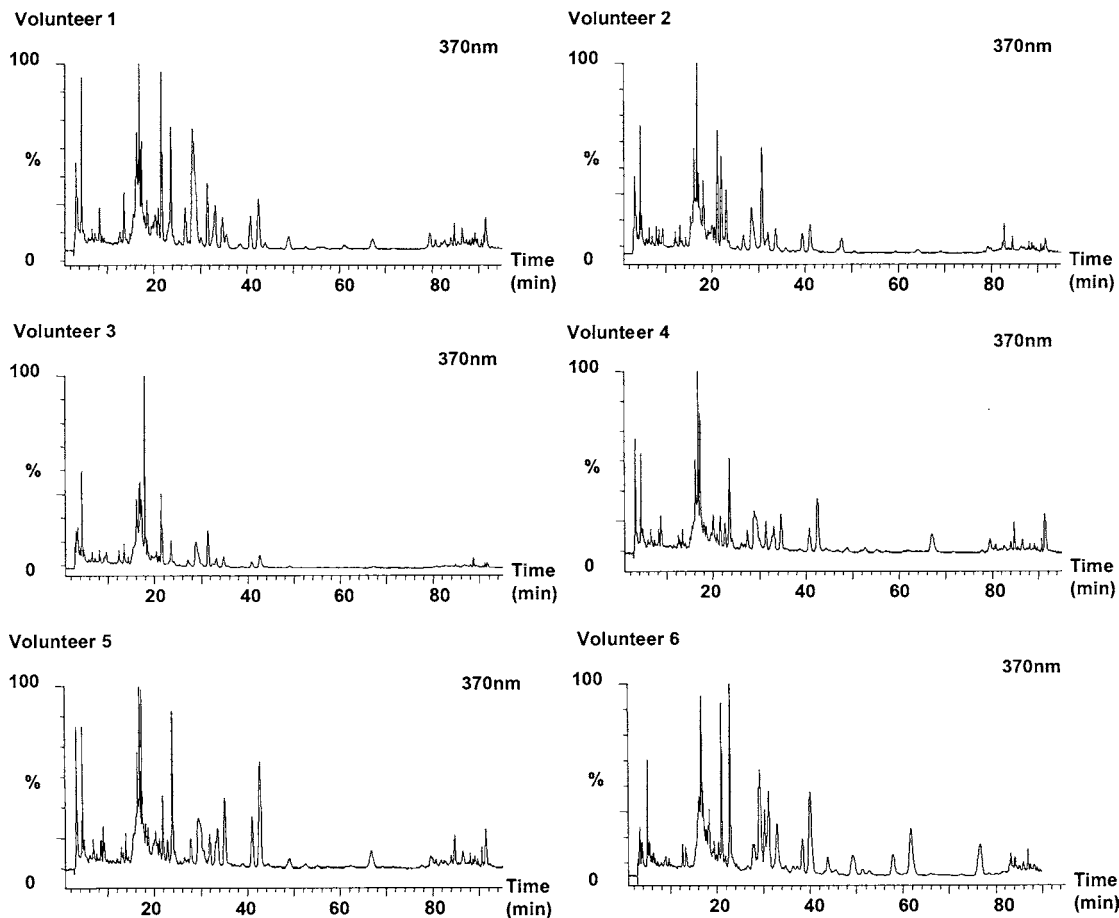 Volunteer 1
370nm
100
%
0
20
40
60
80
Time
(min)
Volunteer 2
370nm
100
%
0
20
40
60
80
Time
(min)
Volunteer 3
370nm
100
%
0
20
40
60
80
Time
(min)
Volunteer 4
370nm
100
%
0
20
40
60
80
Time
(min)
Volunteer 5
370nm
100
%
0
20
40
60
80
Time
(min)
Volunteer 6
370nm
100
%
0
20
40
60
80
Time
(min)